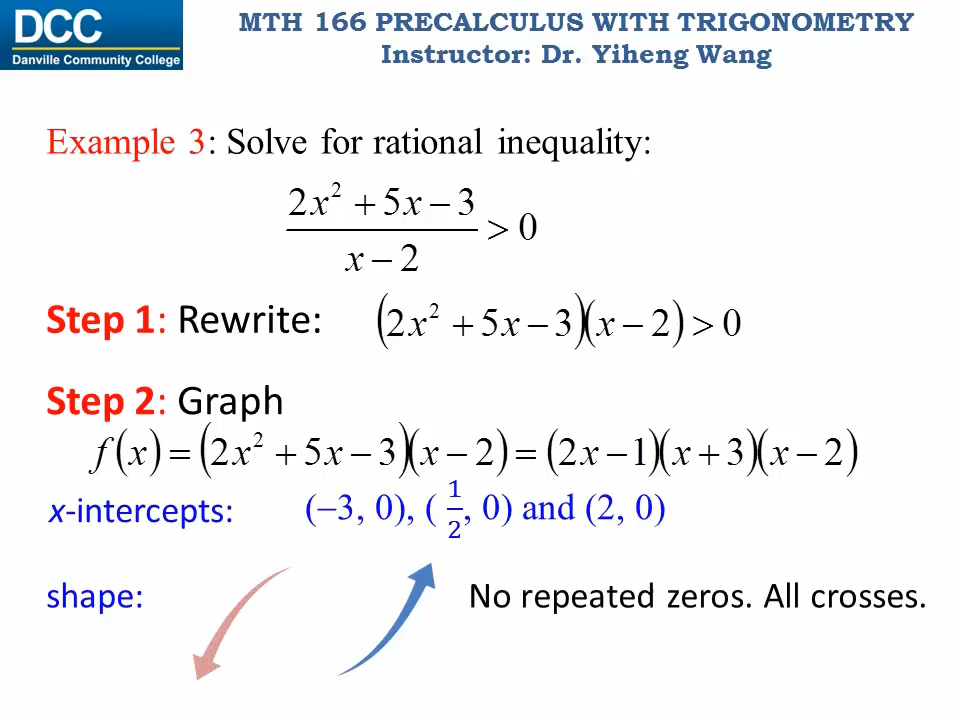 DCC
Danville Community College
MTH 166 PRECALCULUS WITH TRIGONOMETRY
Instructor: Dr. Yiheng Wang
Example 3: Solve for rational inequality:
2x² + 5x − 3
x − 2
> 0
Step 1: Rewrite: (2x² + 5x − 3)(x − 2) > 0
Step 2: Graph
f(x) = (2x² + 5x − 3)(x − 2) = (2x − 1)(x + 3)(x − 2)
x-intercepts: (−3, 0), (1/2, 0) and (2, 0)
shape: No repeated zeros. All crosses.